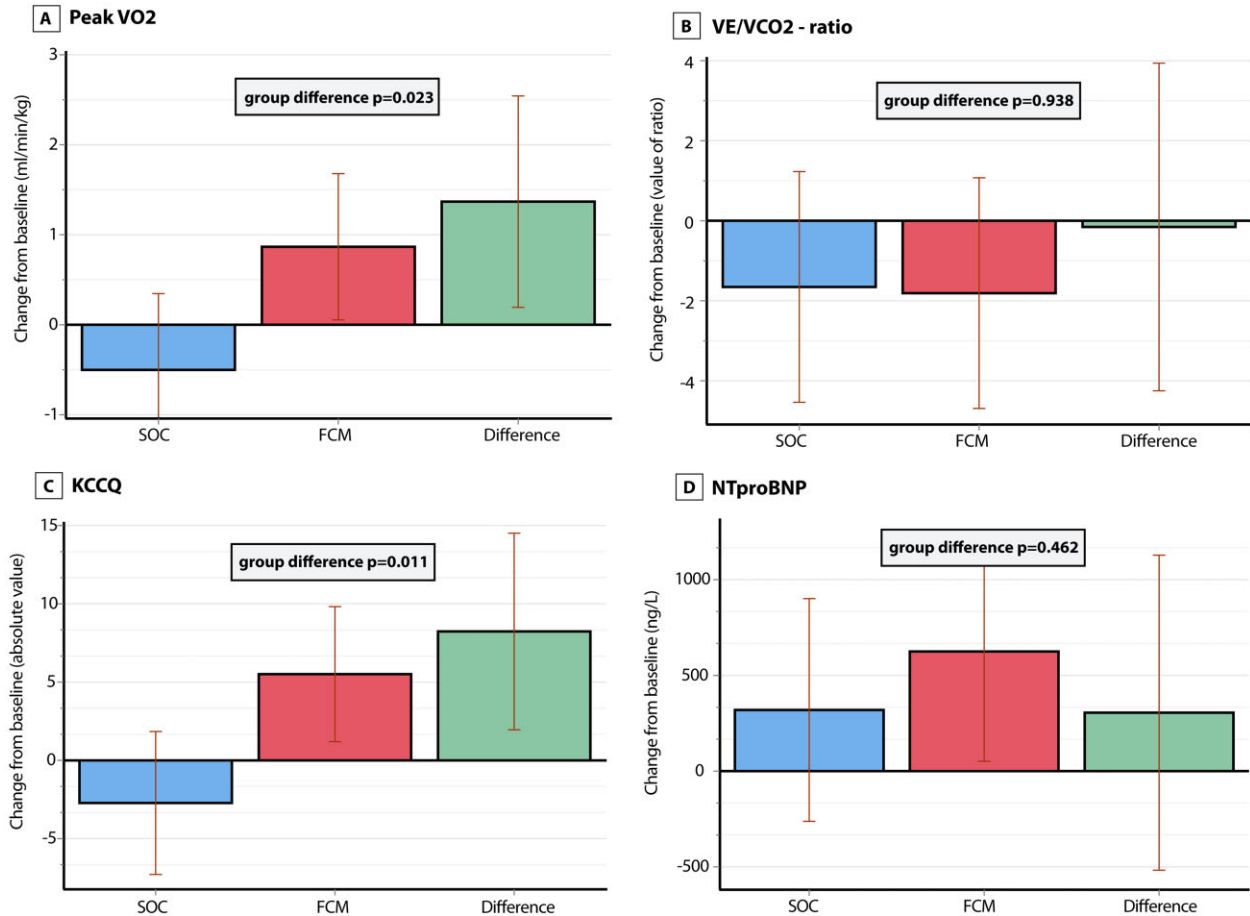 A Peak VO2
Change from baseline (ml/min/kg)
3
2
1
0
-1
group difference p=0.023
SOC FCM Difference
B VE/VCO2 - ratio
Change from baseline (value of ratio)
4
2
0
-2
-4
group difference p=0.938
SOC FCM Difference
C KCCQ
Change from baseline (absolute value)
15
10
5
0
-5
group difference p=0.011
SOC FCM Difference
D NTproBNP
Change from baseline (ng/L)
1000
500
0
-500
group difference p=0.462
SOC FCM Difference